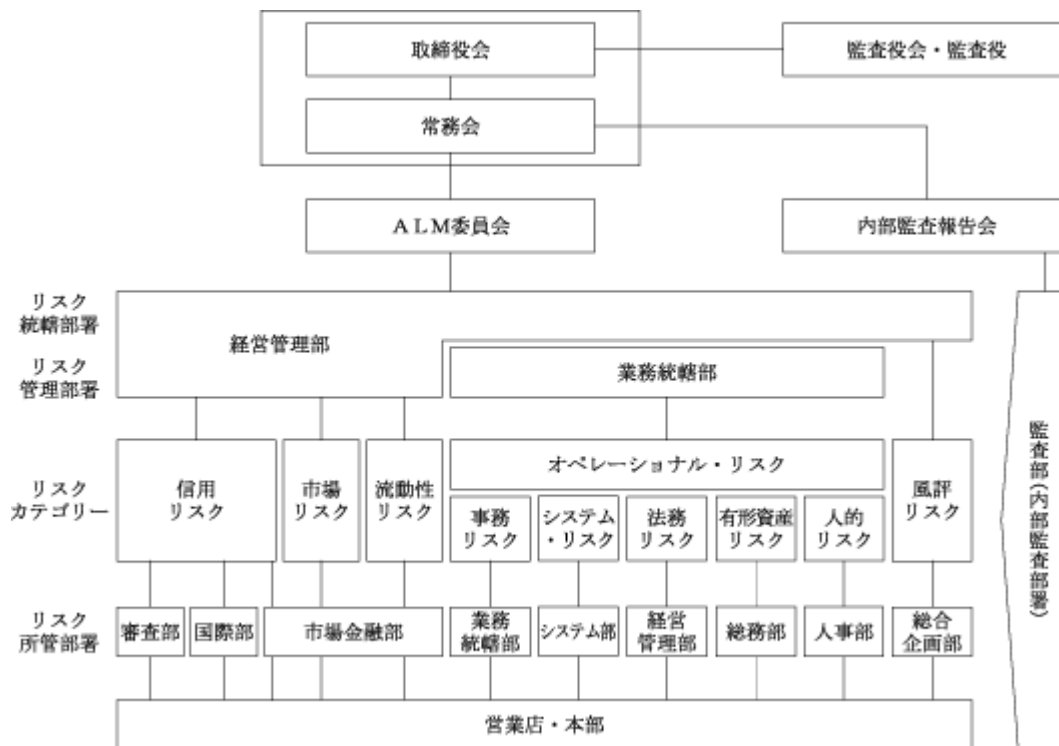 取締役会
監査役会・監査役
常務会
ALM委員会
内部監査報告会
リスク
統轄部署
経営管理部
リスク
管理部署
業務統轄部
リスク
カテゴリー
信用
リスク
市場
リスク
流動性
リスク
オペレーショナル・リスク
事務
リスク
システム
・リスク
法務
リスク
有形資産
リスク
人的
リスク
風評
リスク
監査部(内部監査部署)
リスク
所管部署
審査部
国際部
市場金融部
業務
統轄部
システム部
経営
管理部
総務部
人事部
総合
企画部
営業店・本部